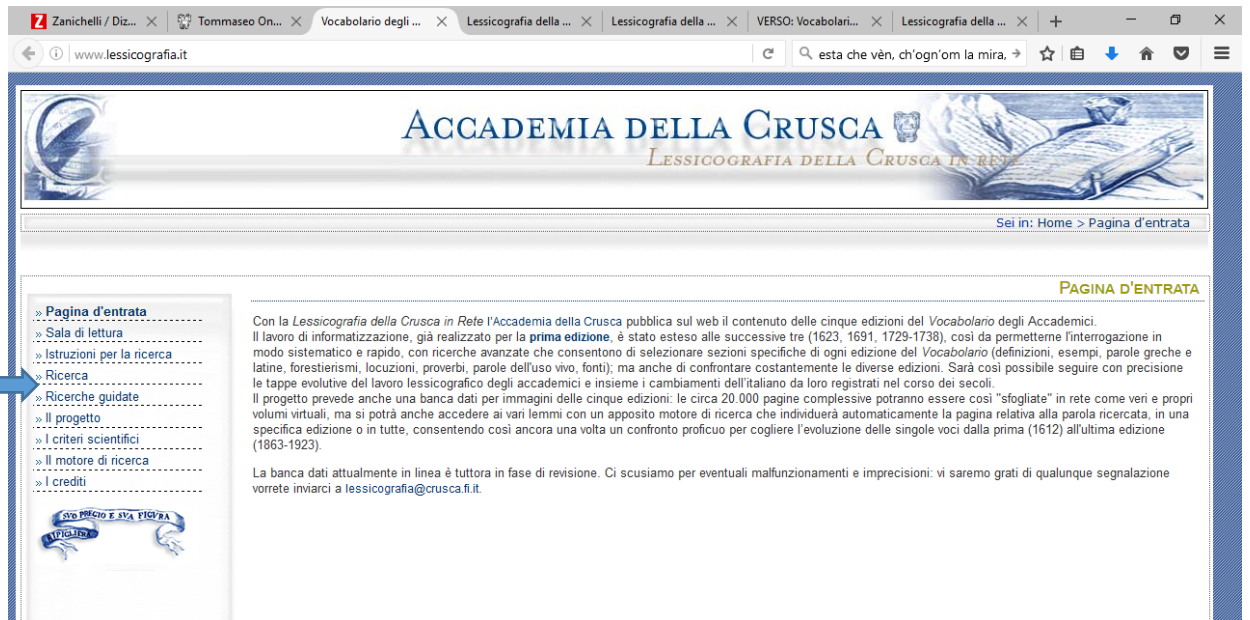 Zanichelli / Diz...
Tommaseo On...
Vocabolario degli ...
Lessicografia della ...
Lessicografia della ...
VERSO: Vocabolari...
Lessicografia della ...
www.lessicografia.it
esta che vèn, ch'ogn'om la mira,
ACCADEMIA DELLA CRUSCA
LESSICOGRAFIA DELLA CRUSCA IN RETE
Sei in: Home > Pagina d'entrata
PAGINA D'ENTRATA
» Pagina d'entrata
» Sala di lettura
» Istruzioni per la ricerca
» Ricerca
» Ricerche guidate
» Il progetto
» I criteri scientifici
» Il motore di ricerca
» I crediti
SVO PREGIO E SVA FIGVRA
RIPIGLIERA
Con la Lessicografia della Crusca in Rete l'Accademia della Crusca pubblica sul web il contenuto delle cinque edizioni del Vocabolario degli Accademici.
Il lavoro di informatizzazione, già realizzato per la prima edizione, è stato esteso alle successive tre (1623, 1691, 1729-1738), così da permetterne l'interrogazione in
modo sistematico e rapido, con ricerche avanzate che consentono di selezionare sezioni specifiche di ogni edizione del Vocabolario (definizioni, esempi, parole greche e
latine, forestierismi, locuzioni, proverbi, parole dell'uso vivo, fonti); ma anche di confrontare costantemente le diverse edizioni. Sarà così possibile seguire con precisione
le tappe evolutive del lavoro lessicografico degli accademici e insieme i cambiamenti dell'italiano da loro registrati nel corso dei secoli.
Il progetto prevede anche una banca dati per immagini delle cinque edizioni: le circa 20.000 pagine complessive potranno essere così "sfogliate" in rete come veri e propri
volumi virtuali, ma si potrà anche accedere ai vari lemmi con un apposito motore di ricerca che individuerà automaticamente la pagina relativa alla parola ricercata, in una
specifica edizione o in tutte, consentendo così ancora una volta un confronto proficuo per cogliere l'evoluzione delle singole voci dalla prima (1612) all'ultima edizione
(1863-1923).
La banca dati attualmente in linea è tuttora in fase di revisione. Ci scusiamo per eventuali malfunzionamenti e imprecisioni: vi saremo grati di qualunque segnalazione
vorrete inviarci a lessicografia@crusca.fi.it.